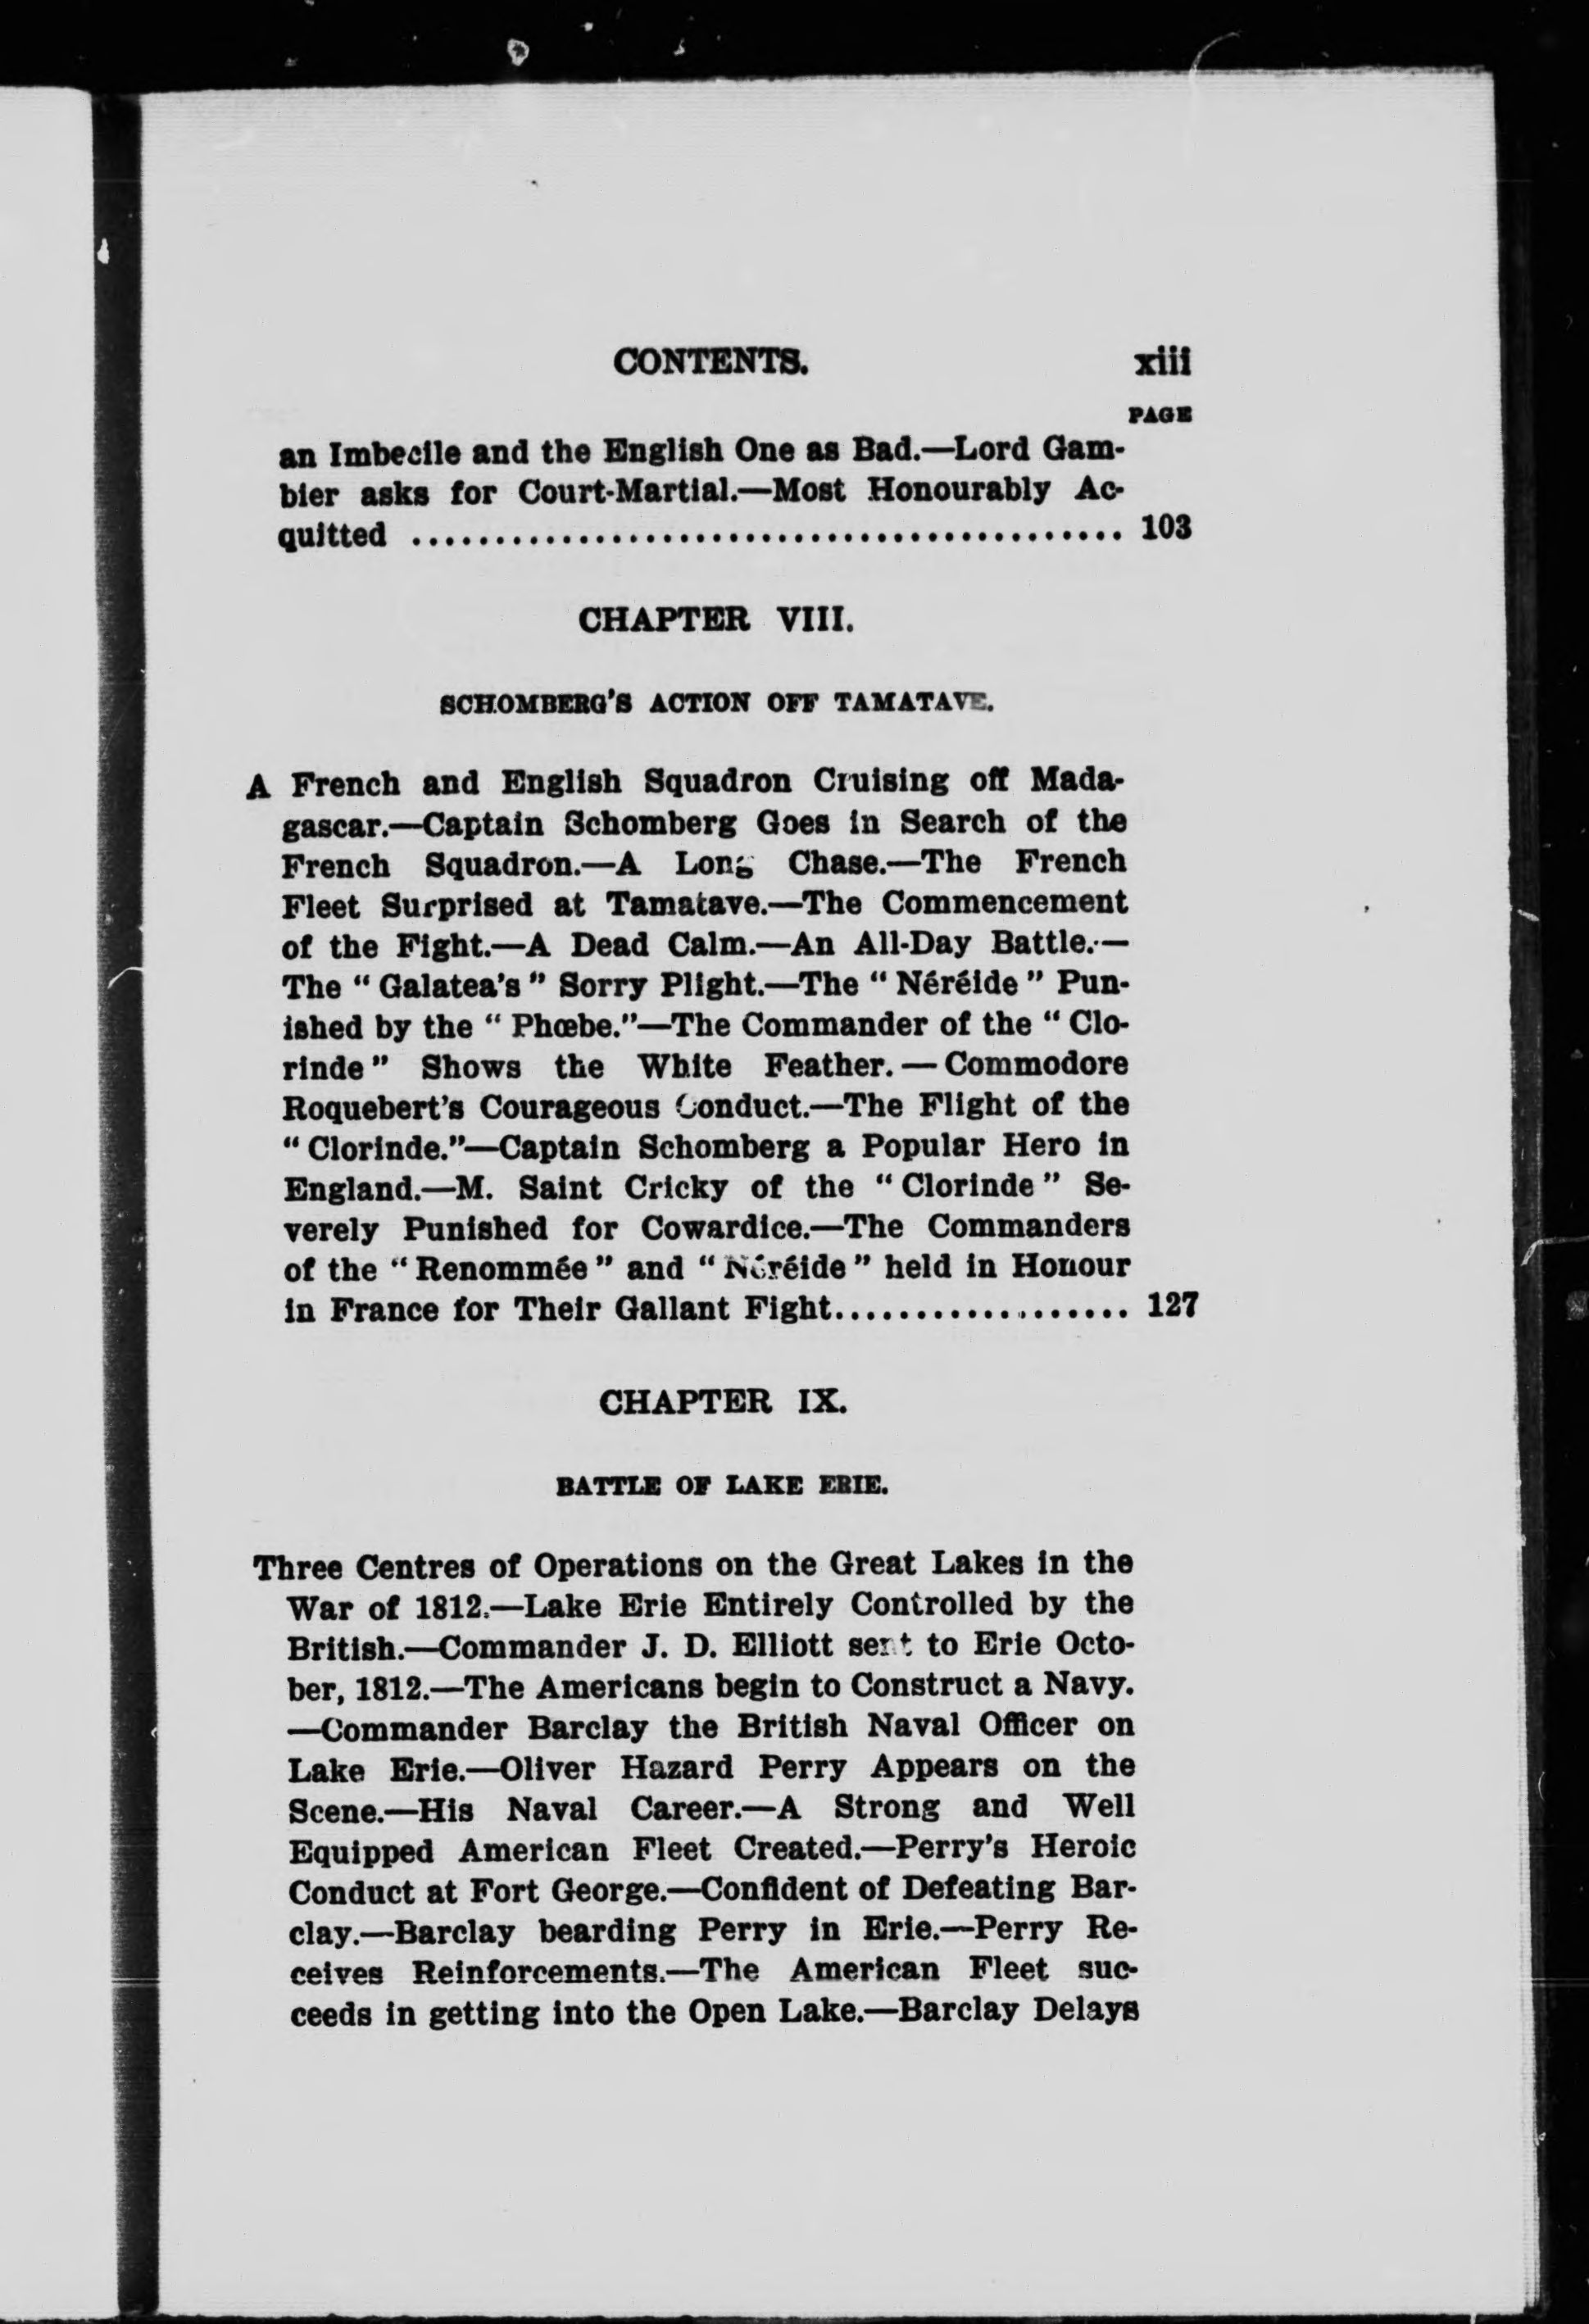 CONTENTS. xiii
PAGE
an Imbecile and the English One as Bad.—Lord Gam-
bier asks for Court-Martial.—Most Honourably Ac-
quitted ........................................... 103
CHAPTER VIII.
SCHOMBERG'S ACTION OFF TAMATAVE.
A French and English Squadron Cruising off Mada-
gascar.—Captain Schomberg Goes in Search of the
French Squadron.—A Long Chase.—The French
Fleet Surprised at Tamatave.—The Commencement
of the Fight.—A Dead Calm.—An All-Day Battle.—
The "Galatea's" Sorry Plight.—The "Néréide" Pun-
ished by the "Phœbe."—The Commander of the "Clo-
rinde" Shows the White Feather.—Commodore
Roquebert's Courageous Conduct.—The Flight of the
"Clorinde."—Captain Schomberg a Popular Hero in
England.—M. Saint Cricky of the "Clorinde" Se-
verely Punished for Cowardice.—The Commanders
of the "Renommée" and "Néréide" held in Honour
in France for Their Gallant Fight.................. 127
CHAPTER IX.
BATTLE OF LAKE ERIE.
Three Centres of Operations on the Great Lakes in the
War of 1812.—Lake Erie Entirely Controlled by the
British.—Commander J. D. Elliott sent to Erie Octo-
ber, 1812.—The Americans begin to Construct a Navy.
—Commander Barclay the British Naval Officer on
Lake Erie.—Oliver Hazard Perry Appears on the
Scene.—His Naval Career.—A Strong and Well
Equipped American Fleet Created.—Perry's Heroic
Conduct at Fort George.—Confident of Defeating Bar-
clay.—Barclay bearding Perry in Erie.—Perry Re-
ceives Reinforcements.—The American Fleet suc-
ceeds in getting into the Open Lake.—Barclay Delays